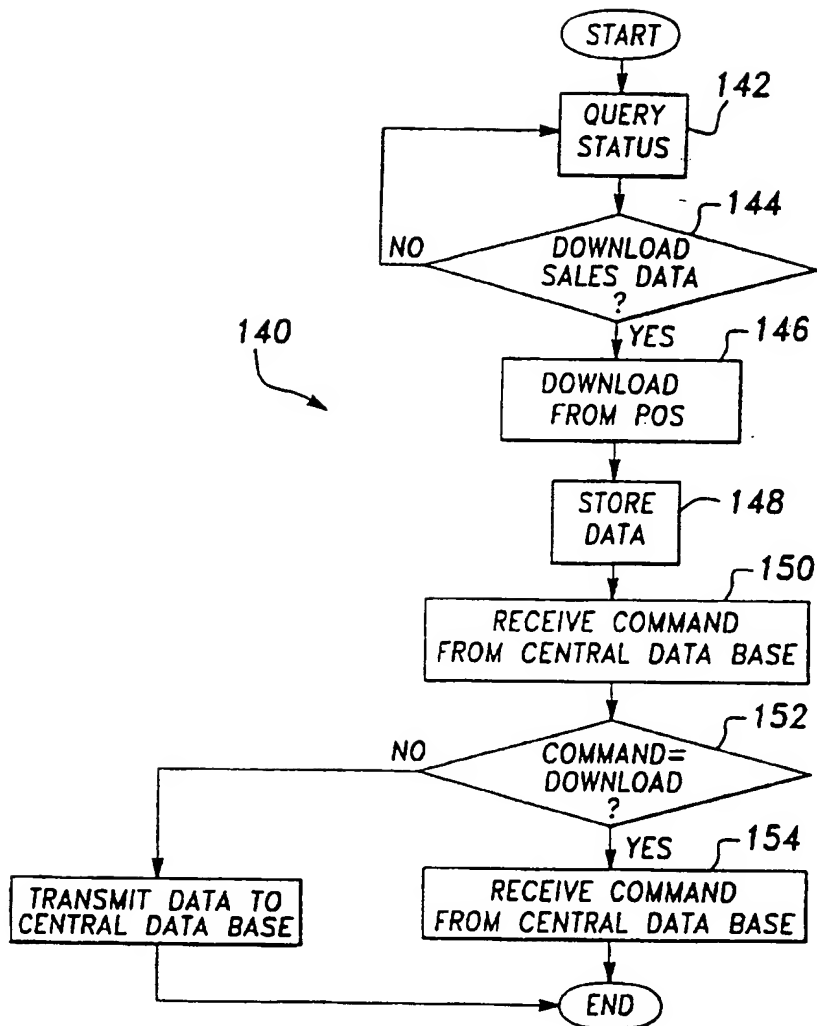 START
142
QUERY
STATUS
144
NO
DOWNLOAD
SALES DATA
?
140
YES
146
DOWNLOAD
FROM POS
STORE
DATA
148
150
RECEIVE COMMAND
FROM CENTRAL DATA BASE
152
NO
COMMAND=
DOWNLOAD
?
YES
154
TRANSMIT DATA TO
CENTRAL DATA BASE
RECEIVE COMMAND
FROM CENTRAL DATA BASE
END